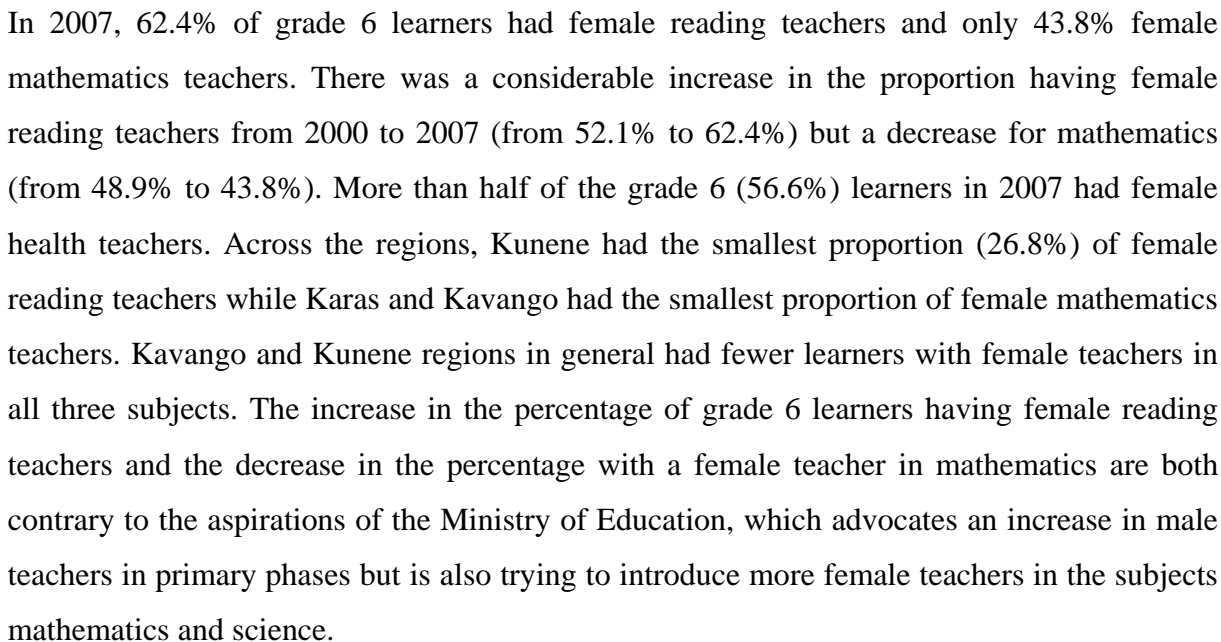 In 2007, 62.4% of grade 6 learners had female reading teachers and only 43.8% female
mathematics teachers. There was a considerable increase in the proportion having female
reading teachers from 2000 to 2007 (from 52.1% to 62.4%) but a decrease for mathematics
(from 48.9% to 43.8%). More than half of the grade 6 (56.6%) learners in 2007 had female
health teachers. Across the regions, Kunene had the smallest proportion (26.8%) of female
reading teachers while Karas and Kavango had the smallest proportion of female mathematics
teachers. Kavango and Kunene regions in general had fewer learners with female teachers in
all three subjects. The increase in the percentage of grade 6 learners having female reading
teachers and the decrease in the percentage with a female teacher in mathematics are both
contrary to the aspirations of the Ministry of Education, which advocates an increase in male
teachers in primary phases but is also trying to introduce more female teachers in the subjects
mathematics and science.